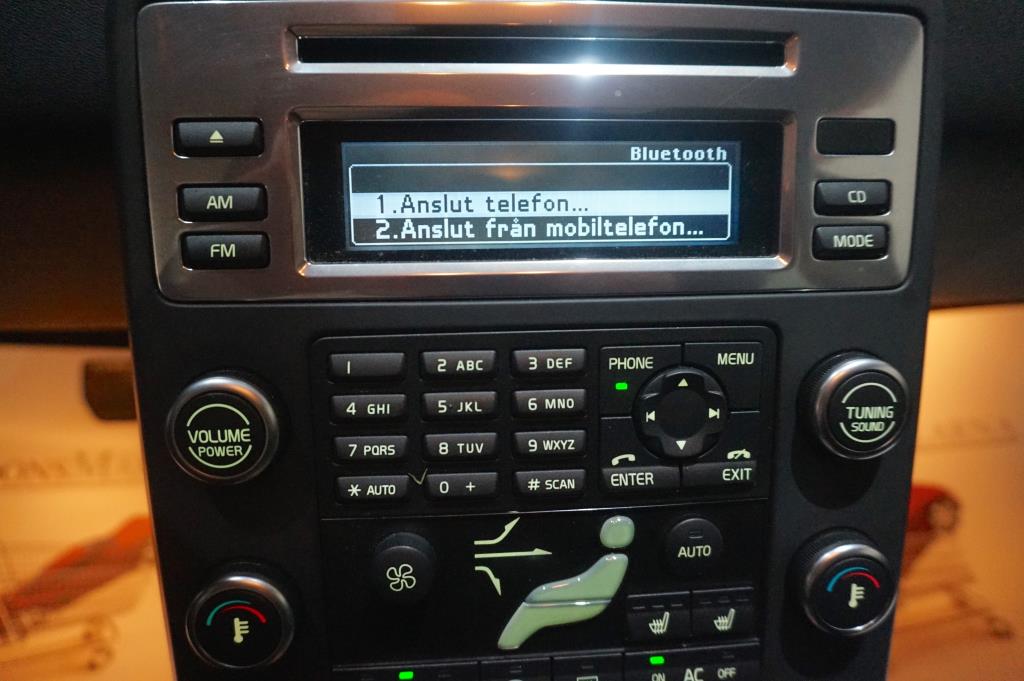 Bluetooth
1.Anslut telefon...
2.Anslut från mobiltelefon...
AM
FM
CD
MODE
1
2 ABC
3 DEF
4 GHI
5 JKL
6 MNO
7 PQRS
8 TUV
9 WXYZ
* AUTO
0 +
# SCAN
PHONE
MENU
ENTER
EXIT
VOLUME
POWER
TUNING
SOUND
AUTO
ON AC OFF